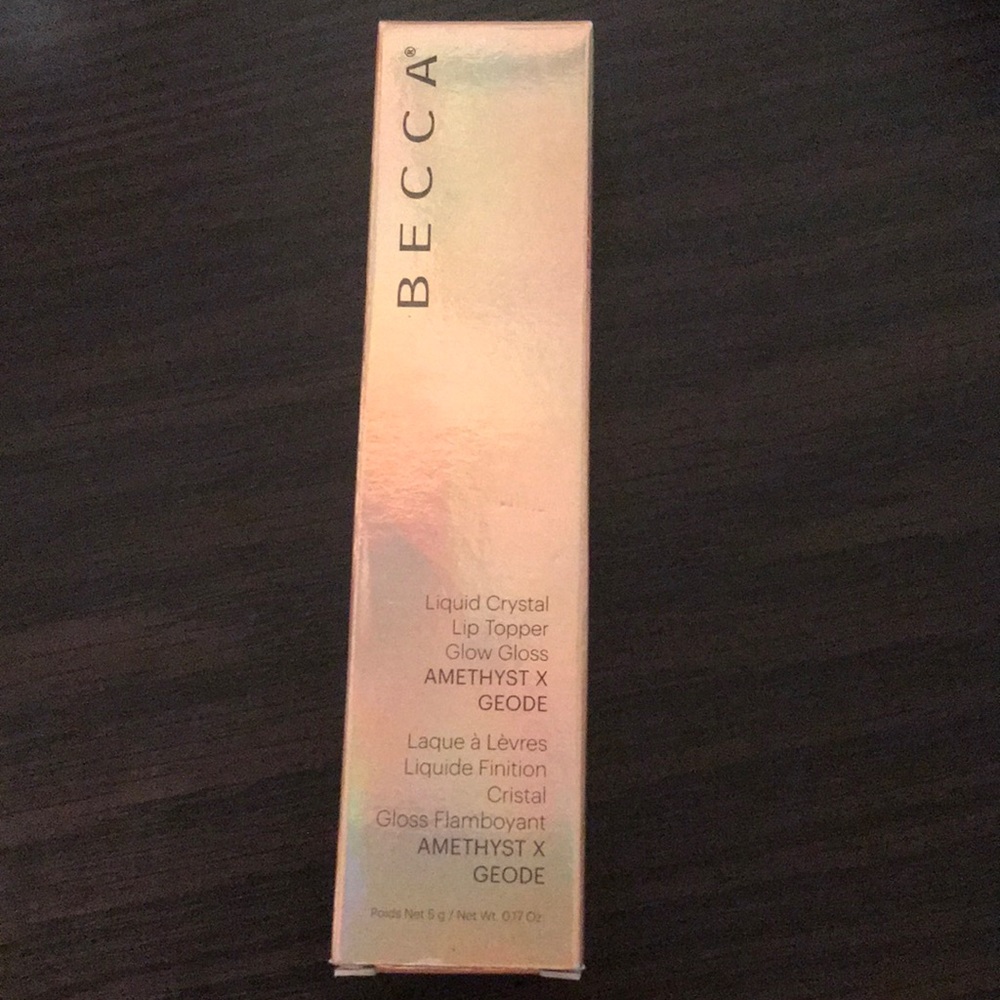 BECCA®
Liquid Crystal
Lip Topper
Glow Gloss
AMETHYST X
GEODE
Laque à Lèvres
Liquide Finition
Cristal
Gloss Flamboyant
AMETHYST X
GEODE
Poids Net 5 g / Net Wt. 0.17 Oz